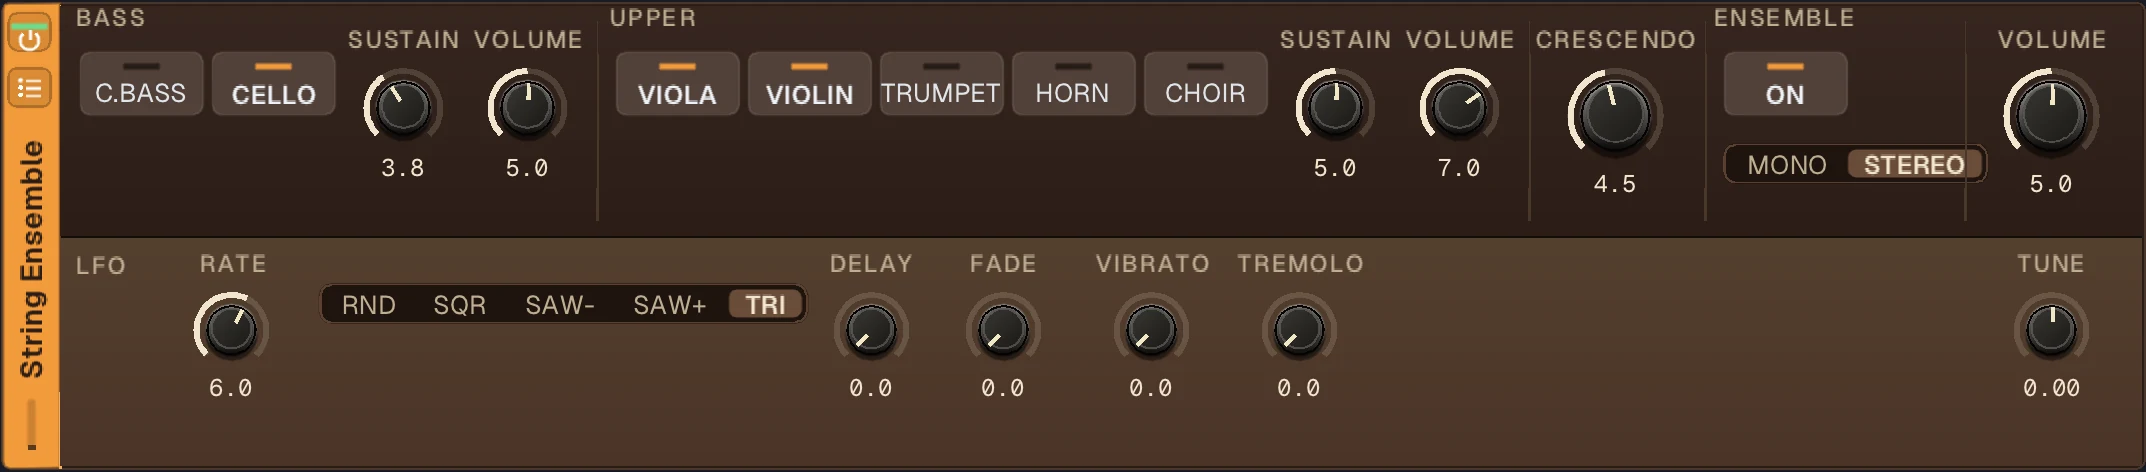 String Ensemble
BASS
C.BASS
CELLO
SUSTAIN
3.8
VOLUME
5.0
UPPER
VIOLA
VIOLIN
TRUMPET
HORN
CHOIR
SUSTAIN
5.0
VOLUME
7.0
CRESCENDO
4.5
ENSEMBLE
ON
MONO STEREO
VOLUME
5.0
LFO
RATE
6.0
RND SQR SAW- SAW+ TRI
DELAY
0.0
FADE
0.0
VIBRATO
0.0
TREMOLO
0.0
TUNE
0.00